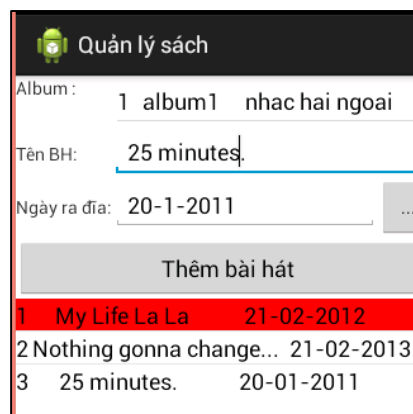 Quản lý sách
Album :
1 album1 nhac hai ngoai
Tên BH: 25 minutes.
Ngày ra đĩa: 20-1-2011 ...
Thêm bài hát
1 My Life La La 21-02-2012
2 Nothing gonna change... 21-02-2013
3 25 minutes. 20-01-2011